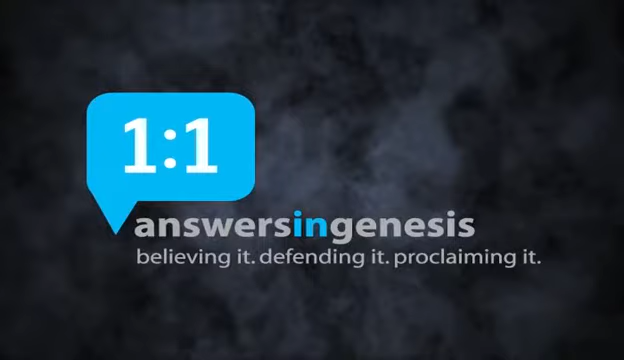 1:1
answersingenesis
believing it. defending it. proclaiming it.